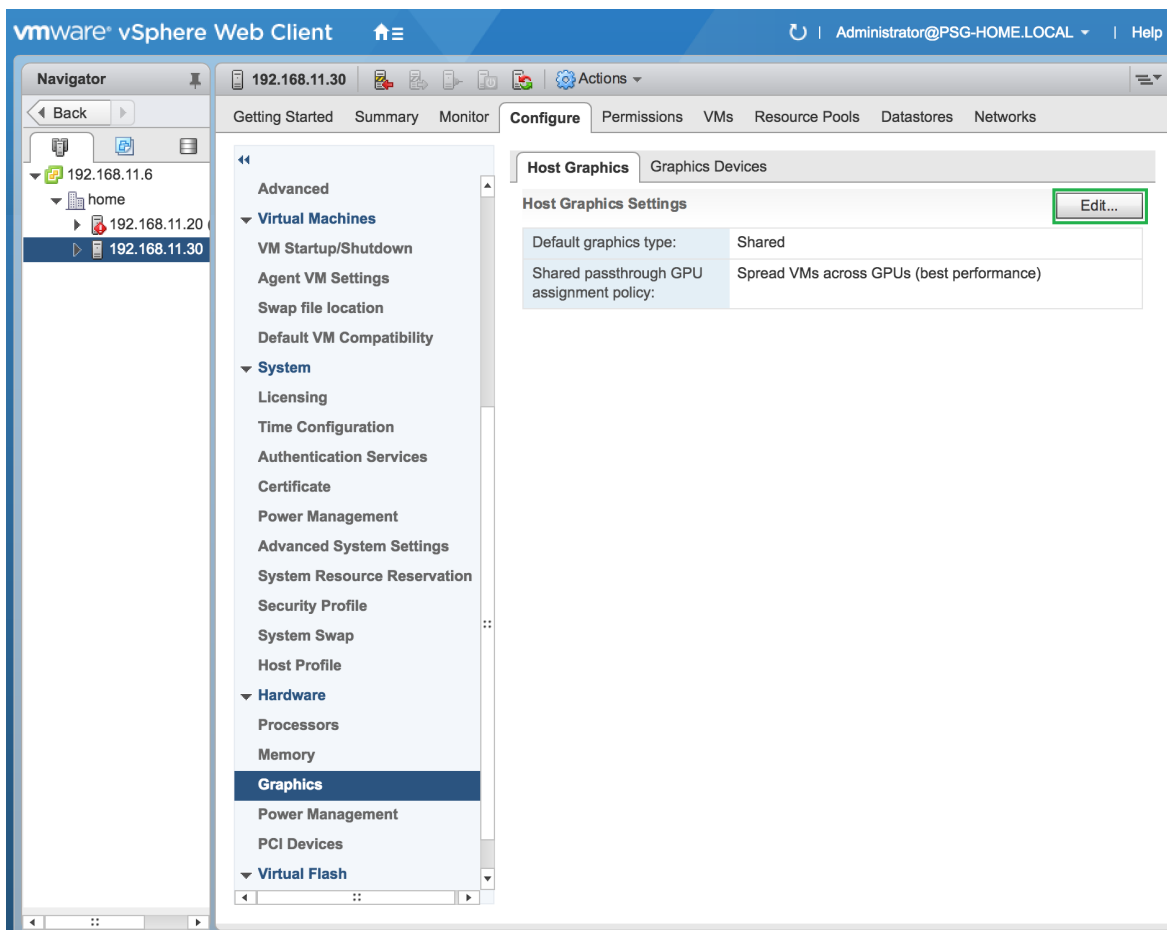 vmware® vSphere Web Client
Administrator@PSG-HOME.LOCAL
Help
Navigator
Back
192.168.11.6
home
192.168.11.20 (
192.168.11.30
192.168.11.30
Actions
Getting Started Summary Monitor Configure Permissions VMs Resource Pools Datastores Networks
Advanced
Virtual Machines
VM Startup/Shutdown
Agent VM Settings
Swap file location
Default VM Compatibility
System
Licensing
Time Configuration
Authentication Services
Certificate
Power Management
Advanced System Settings
System Resource Reservation
Security Profile
System Swap
Host Profile
Hardware
Processors
Memory
Graphics
Power Management
PCI Devices
Virtual Flash
Host Graphics Graphics Devices
Host Graphics Settings
Edit...
Default graphics type: Shared
Shared passthrough GPU Spread VMs across GPUs (best performance)
assignment policy: